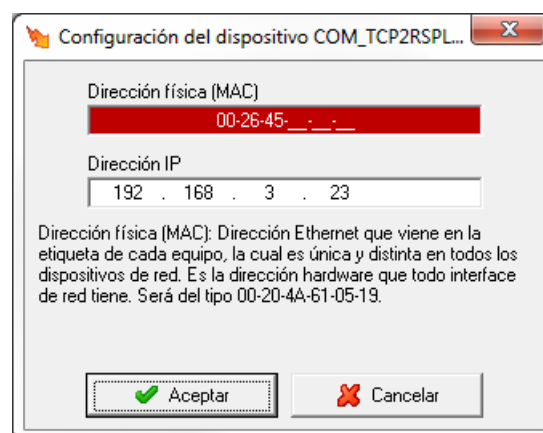 Configuración del dispositivo COM_TCP2RSPL...
Dirección física (MAC)
00-26-45-__-__-__
Dirección IP
192 . 168 . 3 . 23
Dirección física (MAC): Dirección Ethernet que viene en la
etiqueta de cada equipo, la cual es única y distinta en todos los
dispositivos de red. Es la dirección hardware que todo interface
de red tiene. Será del tipo 00-20-4A-61-05-19.
Aceptar
Cancelar